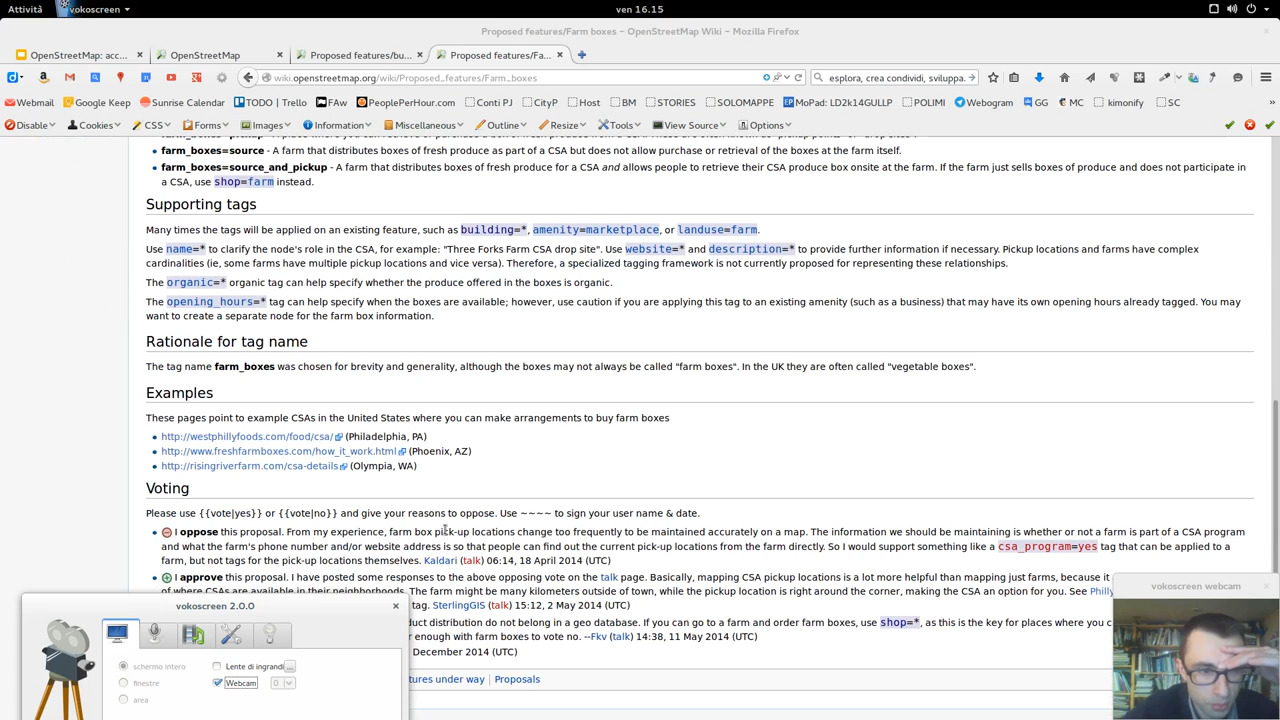 Attività
vokoscreen
ven 16.15
Proposed features/Farm boxes − OpenStreetMap Wiki − Mozilla Firefox
OpenStreetMap: acc... ×
OpenStreetMap ×
Proposed features/bu... ×
Proposed features/Fa... ×
wiki.openstreetmap.org/wiki/Proposed_features/Farm_boxes
esplora, crea condividi, sviluppa.
Webmail
Google Keep
Sunrise Calendar
TODO | Trello
FAw
PeoplePerHour.com
Conti PJ
CityP
Host
BM
STORIES
SOLOMAPPE
MoPad: LD2k14GULLP
POLIMI
Webogram
GG
MC
kimonify
SC
Disable
Cookies
CSS
Forms
Images
Information
Miscellaneous
Outline
Resize
Tools
View Source
Options
farm_boxes=source - A farm that distributes boxes of fresh produce as part of a CSA but does not allow purchase or retrieval of the boxes at the farm itself.
farm_boxes=source_and_pickup - A farm that distributes boxes of fresh produce for a CSA and allows people to retrieve their CSA produce box onsite at the farm. If the farm just sells boxes of produce and does not participate in
a CSA, use shop=farm instead.
Supporting tags
Many times the tags will be applied on an existing feature, such as building=*, amenity=marketplace, or landuse=farm.
Use name=* to clarify the node's role in the CSA, for example: "Three Forks Farm CSA drop site". Use website=* and description=* to provide further information if necessary. Pickup locations and farms have complex
cardinalities (ie, some farms have multiple pickup locations and vice versa). Therefore, a specialized tagging framework is not currently proposed for representing these relationships.
The organic=* organic tag can help specify whether the produce offered in the boxes is organic.
The opening_hours=* tag can help specify when the boxes are available; however, use caution if you are applying this tag to an existing amenity (such as a business) that may have its own opening hours already tagged. You may
want to create a separate node for the farm box information.
Rationale for tag name
The tag name farm_boxes was chosen for brevity and generality, although the boxes may not always be called "farm boxes". In the UK they are often called "vegetable boxes".
Examples
These pages point to example CSAs in the United States where you can make arrangements to buy farm boxes
http://westphillyfoods.com/food/csa/ (Philadelphia, PA)
http://www.freshfarmboxes.com/how_it_work.html (Phoenix, AZ)
http://risingriverfarm.com/csa-details (Olympia, WA)
Voting
Please use {{vote|yes}} or {{vote|no}} and give your reasons to oppose. Use ~~~~ to sign your user name & date.
I oppose this proposal. From my experience, farm box pick-up locations change too frequently to be maintained accurately on a map. The information we should be maintaining is whether or not a farm is part of a CSA program
and what the farm's phone number and/or website address is so that people can find out the current pick-up locations from the farm directly. So I would support something like a csa_program=yes tag that can be applied to a
farm, but not tags for the pick-up locations themselves. Kaldari (talk) 06:14, 18 April 2014 (UTC)
I approve this proposal. I have posted some responses to the above opposing vote on the talk page. Basically, mapping CSA pickup locations is a lot more helpful than mapping just farms, because it
of where CSAs are available in their neighborhoods. The farm might be many kilometers outside of town, while the pickup location is right around the corner, making the CSA an option for you. See Philly
tag. SterlingGIS (talk) 15:12, 2 May 2014 (UTC)
duct distribution do not belong in a geo database. If you can go to a farm and order farm boxes, use shop=*, as this is the key for places where you c
enough with farm boxes to vote no. --Fkv (talk) 14:38, 11 May 2014 (UTC)
December 2014 (UTC)
tures under way | Proposals
vokoscreen webcam
vokoscreen 2.0.0
schermo intero
Lente di ingrandi ...
finestre
Webcam
0
area